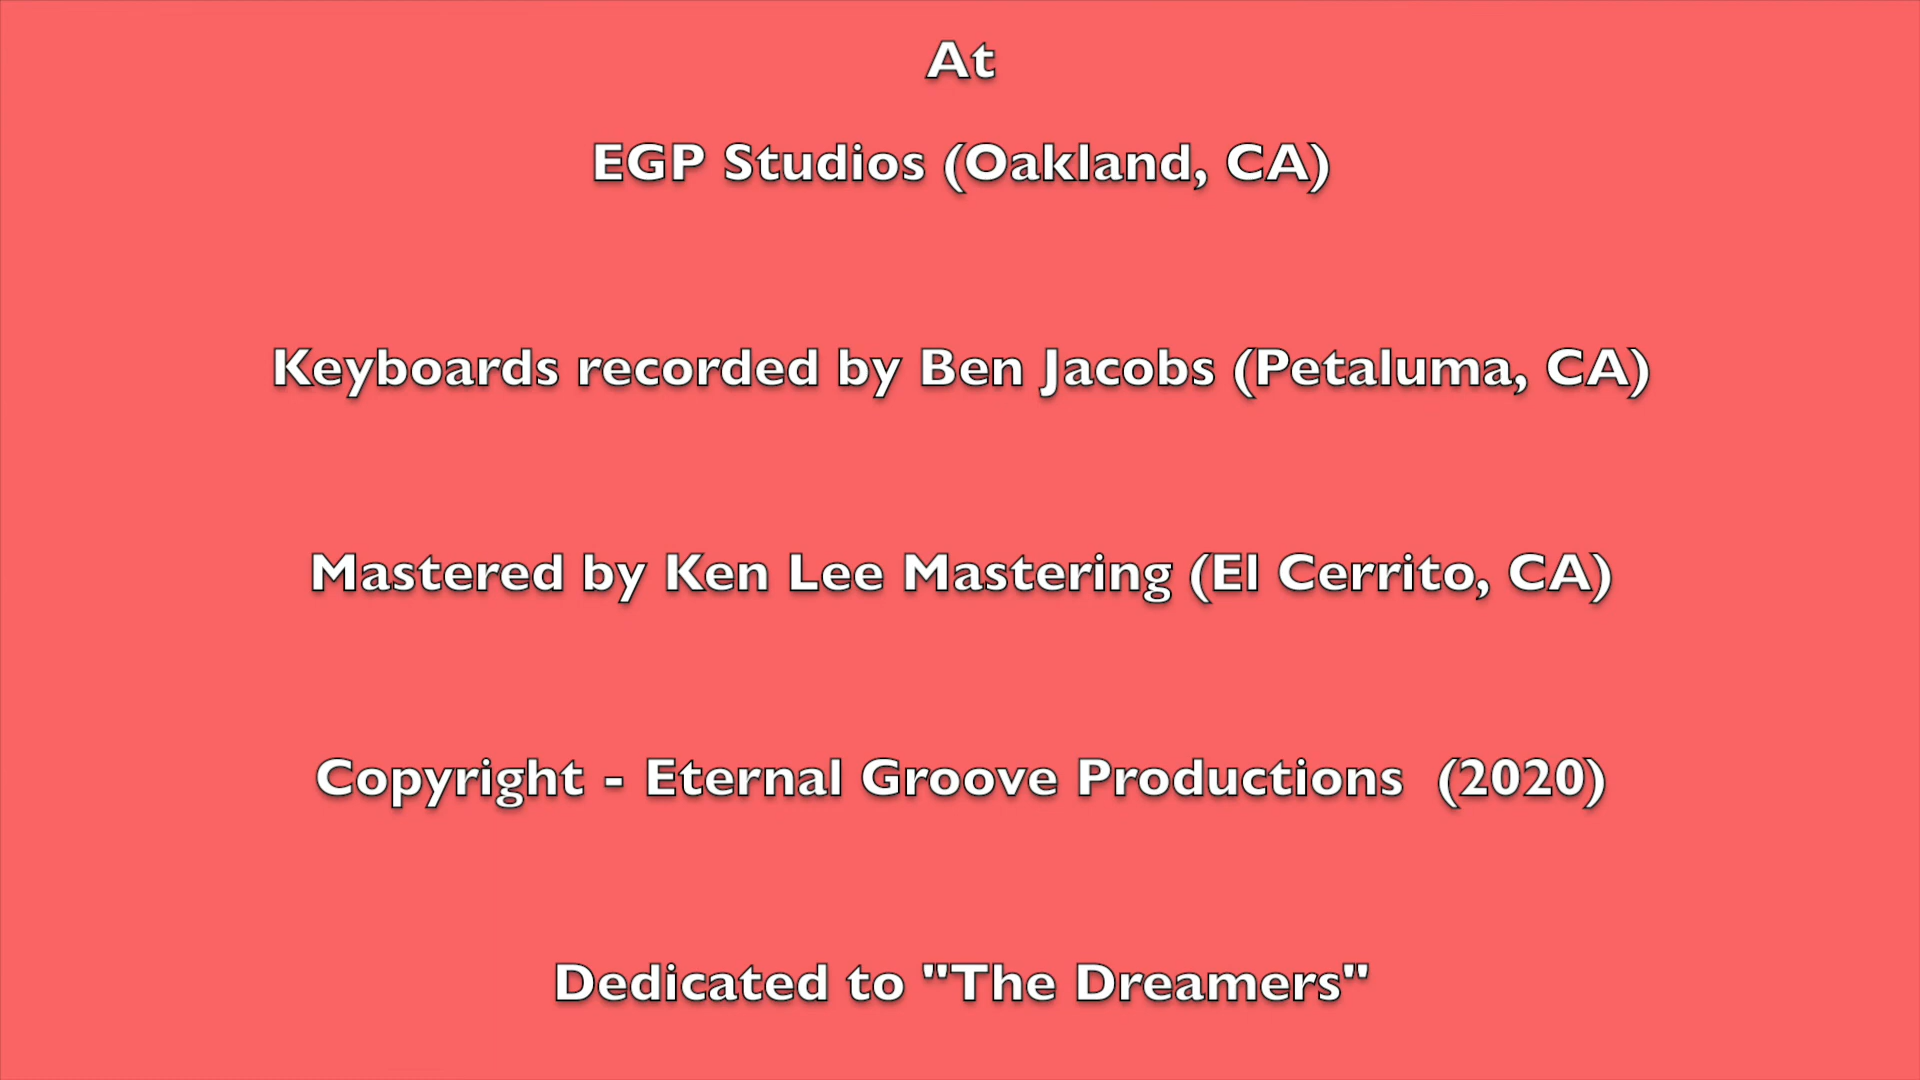 At
EGP Studios (Oakland, CA)
Keyboards recorded by Ben Jacobs (Petaluma, CA)
Mastered by Ken Lee Mastering (El Cerrito, CA)
Copyright - Eternal Groove Productions  (2020)
Dedicated to "The Dreamers"